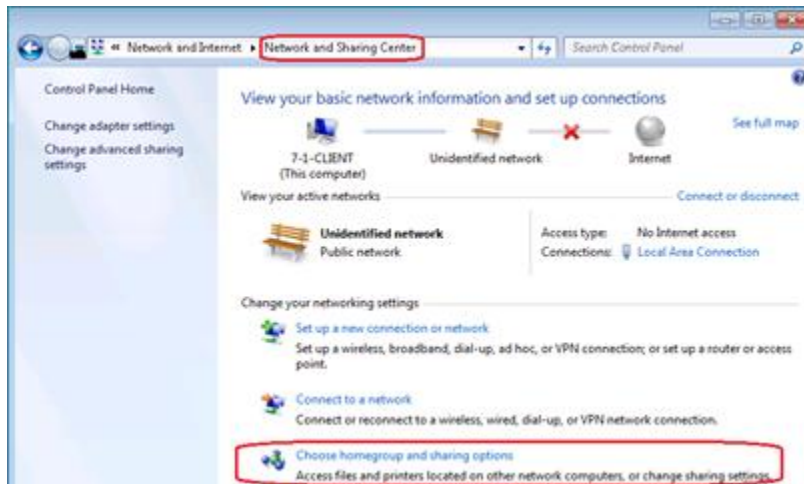 « Network and Internet ▸ Network and Sharing Center
Search Control Panel
Control Panel Home
Change adapter settings
Change advanced sharing
settings
View your basic network information and set up connections
See full map
7-1-CLIENT
(This computer)
Unidentified network
Internet
View your active networks
Connect or disconnect
Unidentified network
Public network
Access type: No Internet access
Connections: Local Area Connection
Change your networking settings
Set up a new connection or network
Set up a wireless, broadband, dial-up, ad hoc, or VPN connection; or set up a router or access
point.
Connect to a network
Connect or reconnect to a wireless, wired, dial-up, or VPN network connection.
Choose homegroup and sharing options
Access files and printers located on other network computers, or change sharing settings.